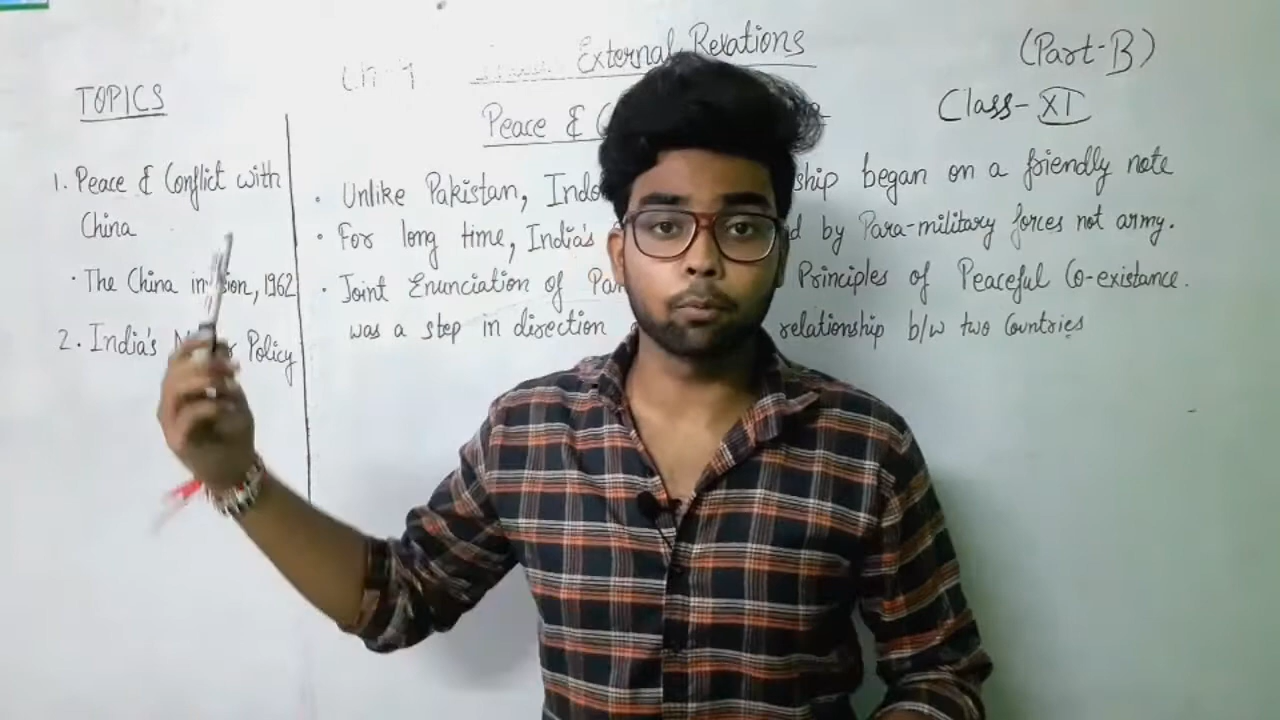 External Relations
(Part-B)
TOPICS
Peace &
Class- XI
1. Peace & Conflict with
China
• The China in sion, 1962
2. India's Policy
• Unlike Pakistan, Indo ship began on a friendly note
• For long time, India's d by Para-military forces not army.
• Joint Enunciation of Principles of Peaceful Co-existance.
was a step in direction relationship b/w two Countries